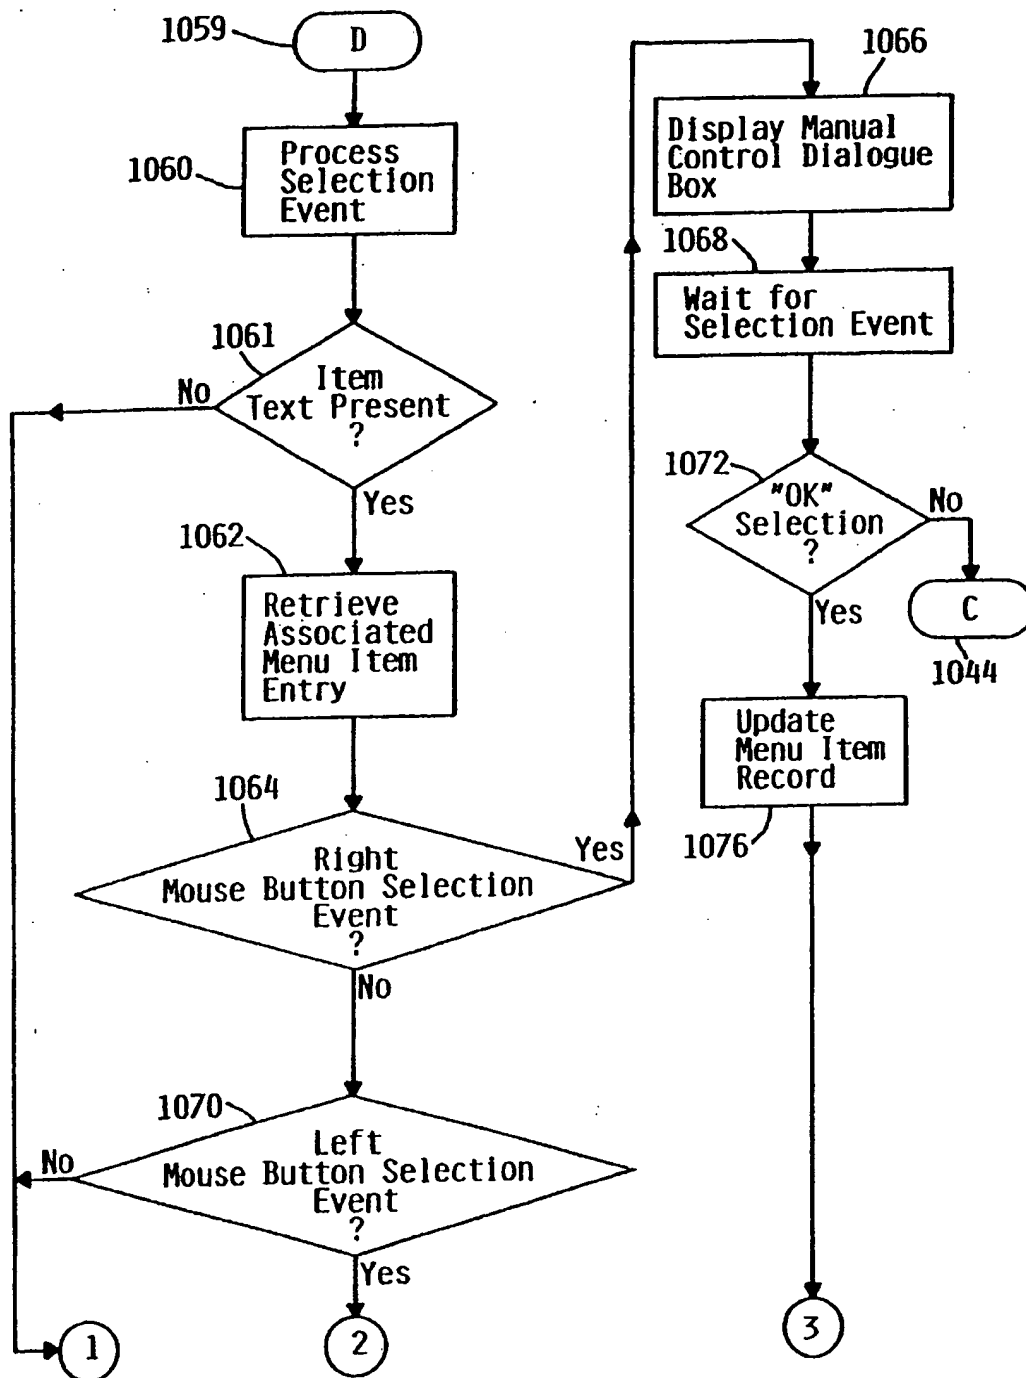 1059
D
1060
Process
Selection
Event
1061
No
Item
Text Present
?
Yes
1062
Retrieve
Associated
Menu Item
Entry
1064
Right
Mouse Button Selection
Event
?
Yes
No
1070
No
Left
Mouse Button Selection
Event
?
Yes
1
2
1066
Display Manual
Control Dialogue
Box
1068
Wait for
Selection Event
1072
"OK"
Selection
?
No
C
1044
Yes
Update
Menu Item
Record
1076
3